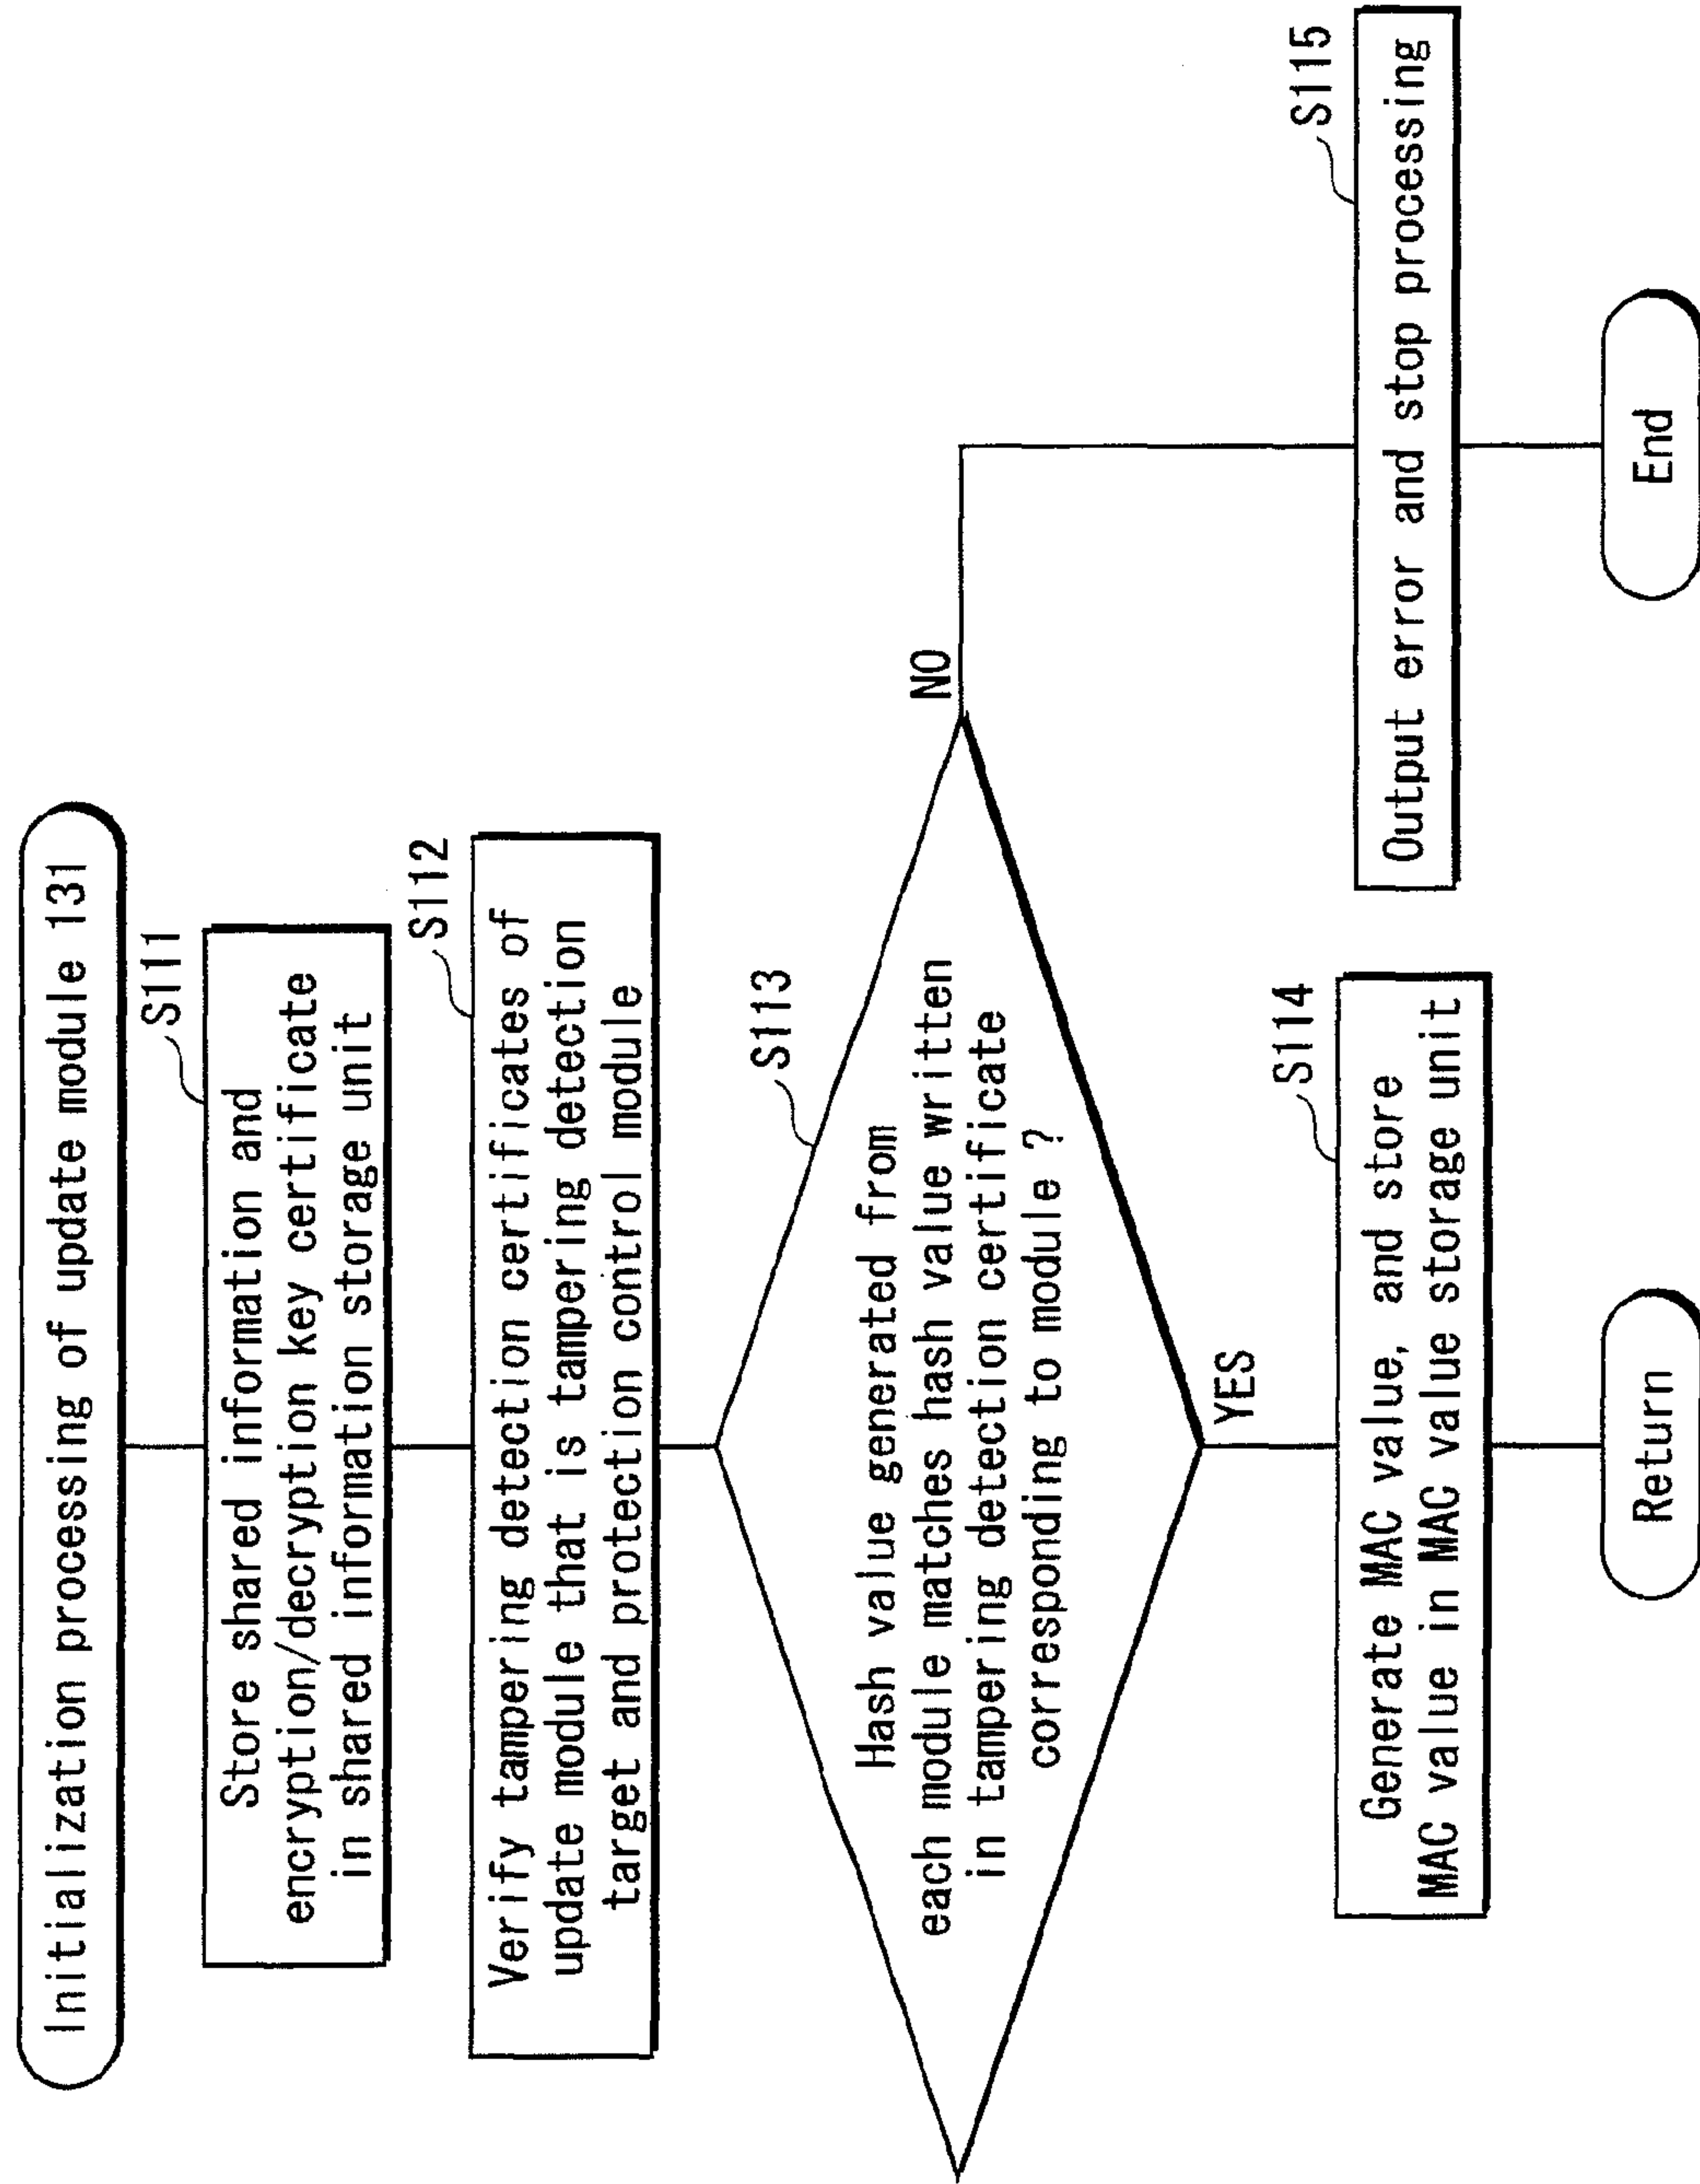 Initialization processing of update module 131
S111
Store shared information and
encryption/decryption key certificate
in shared information storage unit
S112
Verify tampering detection certificates of
update module that is tampering detection
target and protection control module
S113
Hash value generated from
each module matches hash value written
in tampering detection certificate
corresponding to module ?
NO
YES
S114
Generate MAC value, and store
MAC value in MAC value storage unit
Return
S115
Output error and stop processing
End